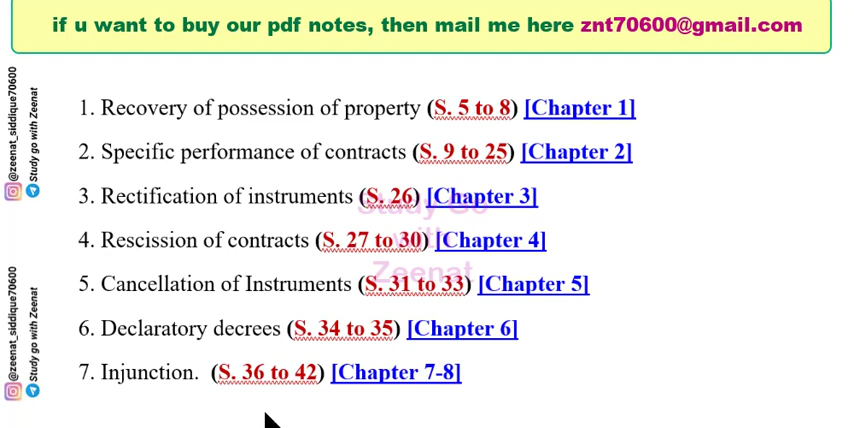 if u want to buy our pdf notes, then mail me here znt70600@gmail.com
@zeenat_siddique70600
Study go with Zeenat
1. Recovery of possession of property (S. 5 to 8) [Chapter 1]
2. Specific performance of contracts (S. 9 to 25) [Chapter 2]
3. Rectification of instruments (S. 26) [Chapter 3]
4. Rescission of contracts (S. 27 to 30) [Chapter 4]
5. Cancellation of Instruments (S. 31 to 33) [Chapter 5]
6. Declaratory decrees (S. 34 to 35) [Chapter 6]
7. Injunction. (S. 36 to 42) [Chapter 7-8]
Study Go
with
Zeenat
@zeenat_siddique70600
Study go with Zeenat